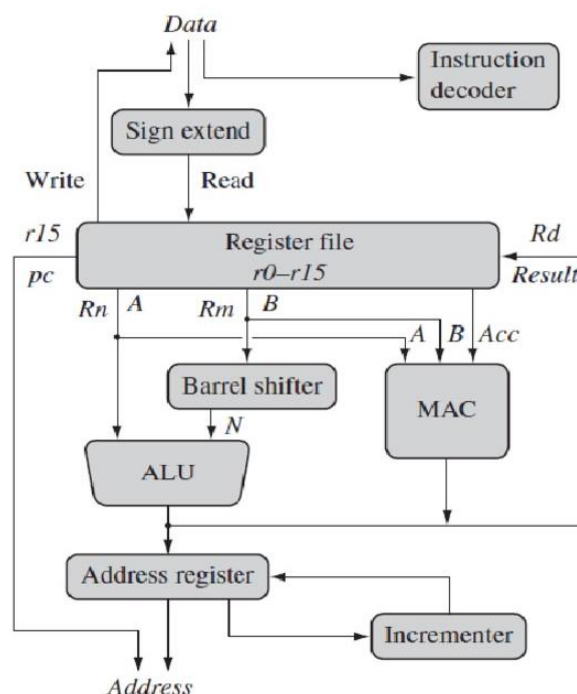 Data
Instruction
decoder
Sign extend
Write
Read
r15
Register file
Rd
pc
r0–r15
Result
Rn
A
Rm
B
A
B
Acc
Barrel shifter
MAC
N
ALU
Address register
Incrementer
Address